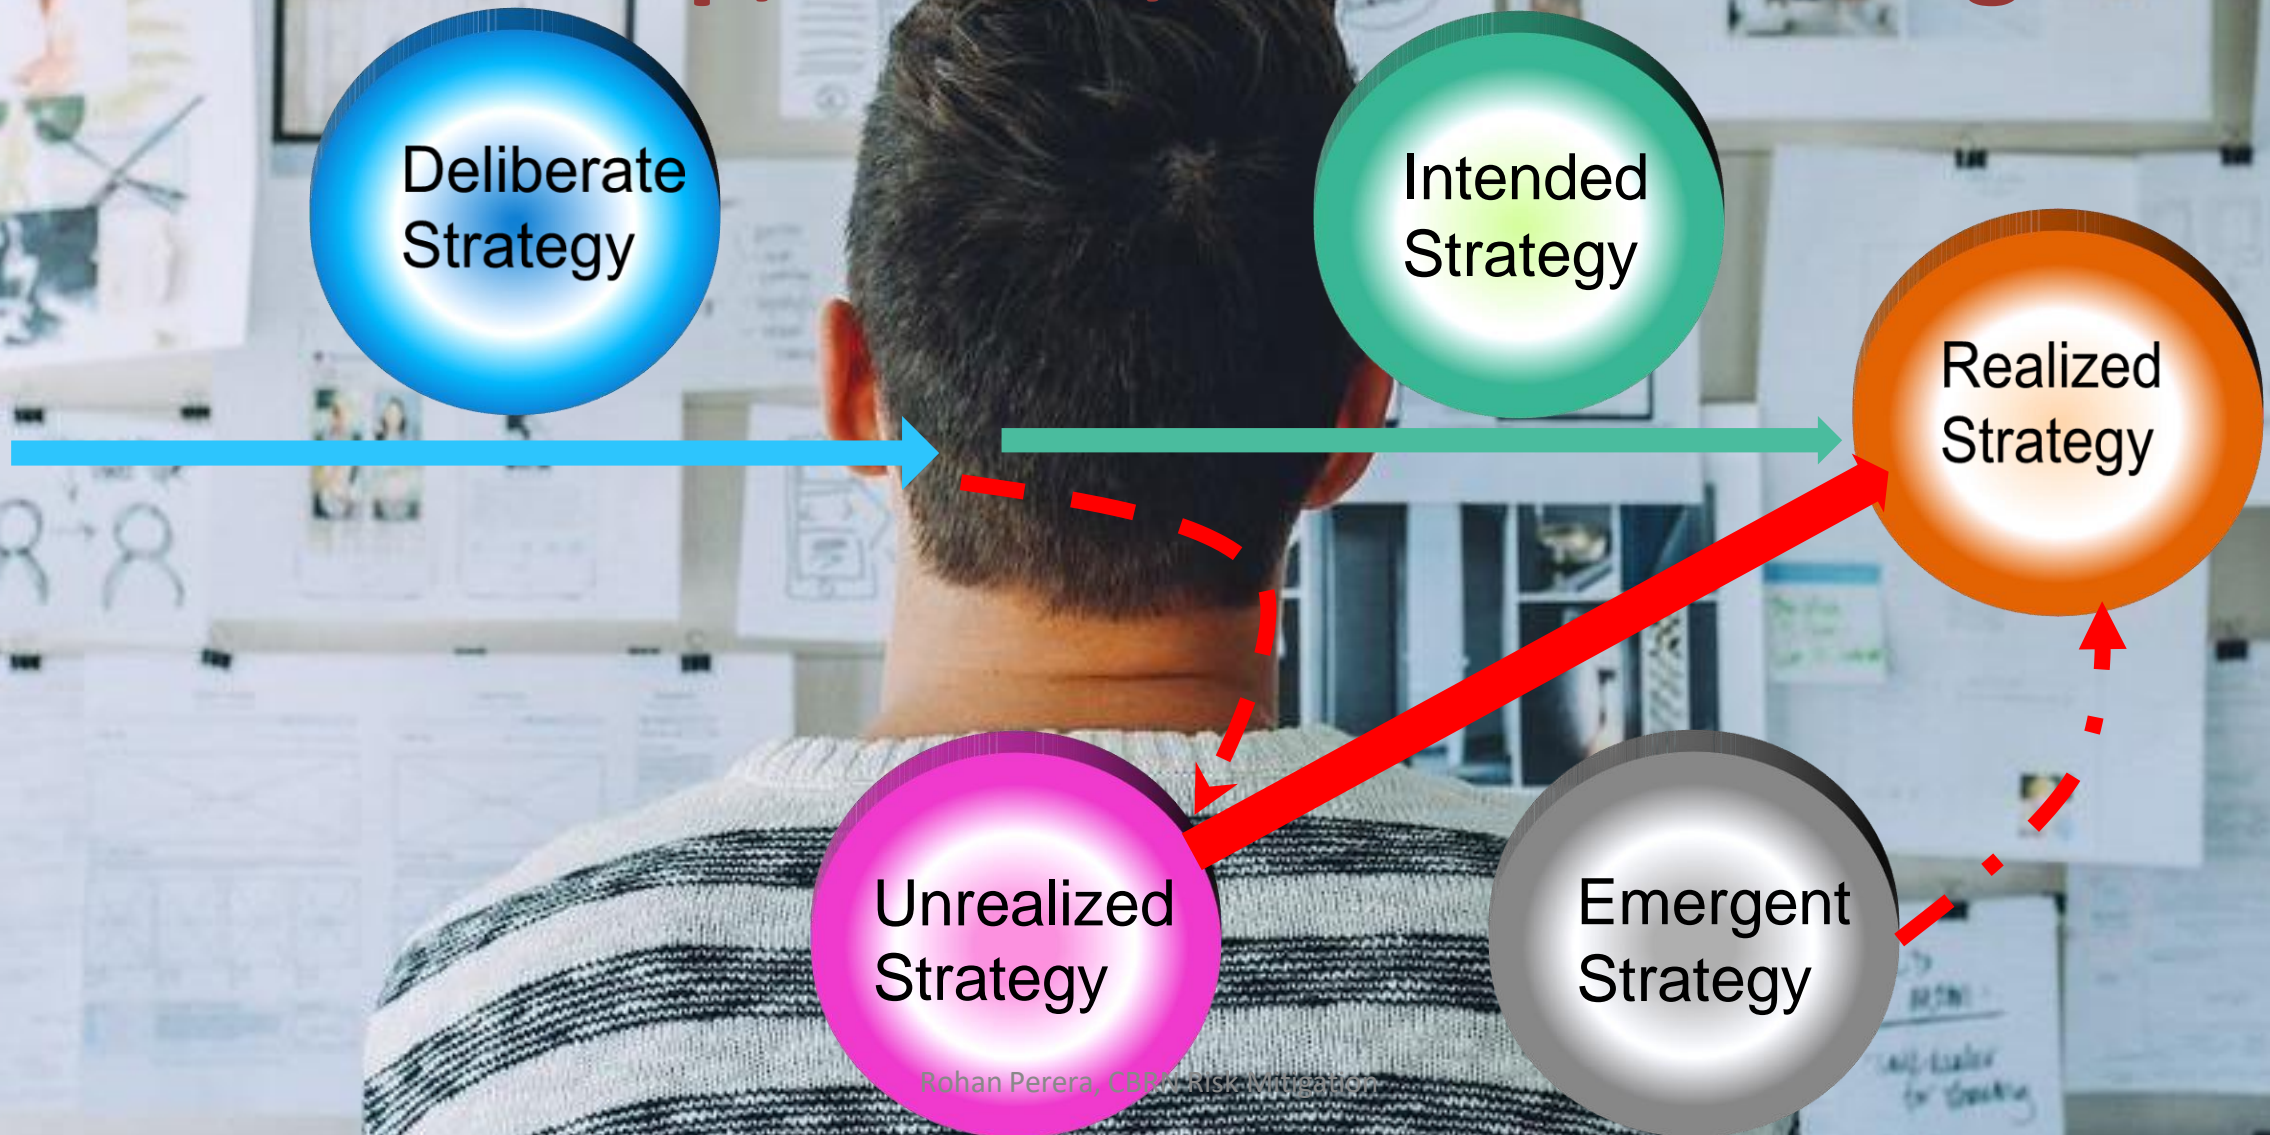 Deliberate
Strategy
Intended
Strategy
Realized
Strategy
Unrealized
Strategy
Emergent
Strategy
Rohan Perera, CBRN Risk Mitigation